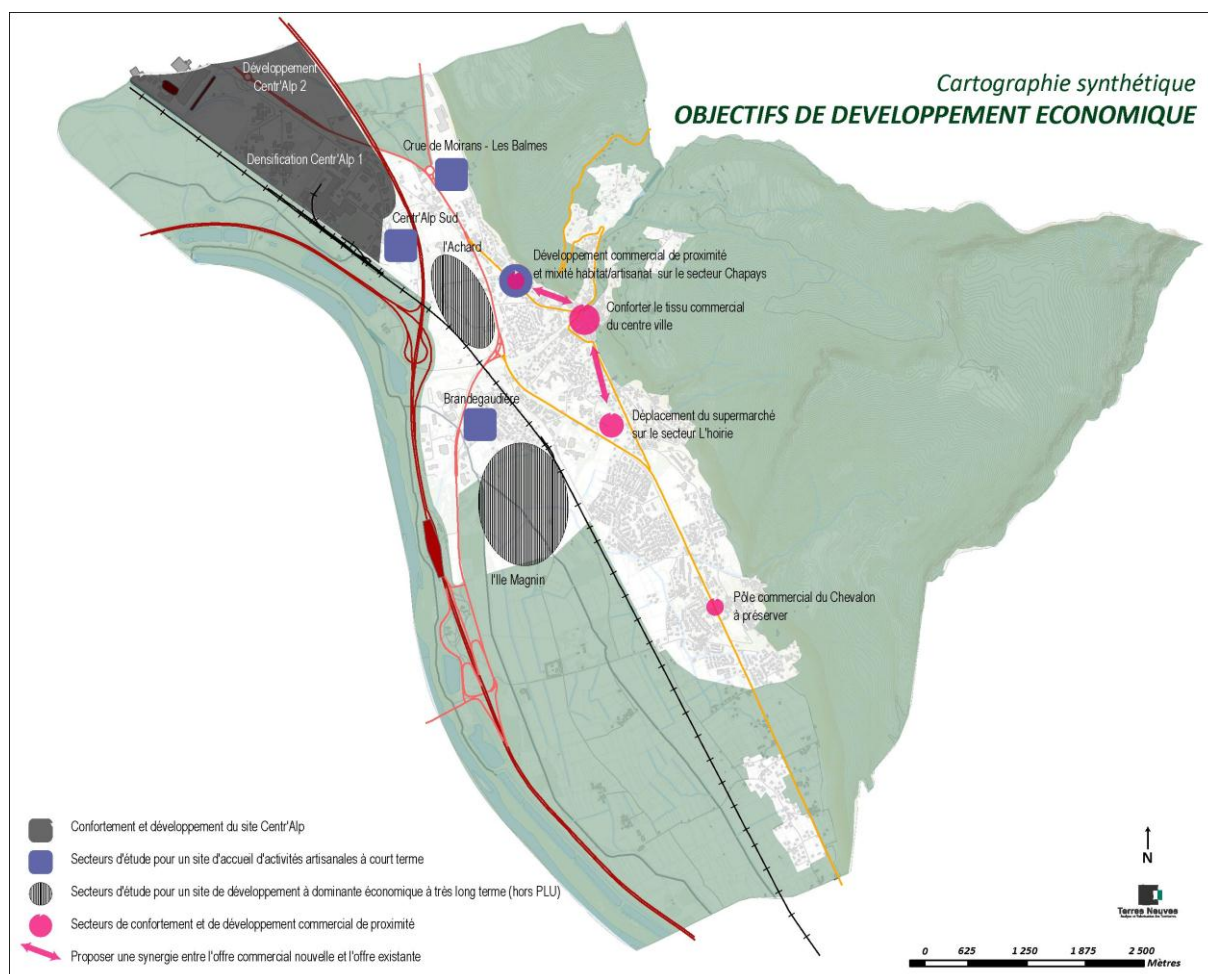 Cartographie synthétique
OBJECTIFS DE DEVELOPPEMENT ECONOMIQUE
Développement
Centr'Alp 2
Densification Centr'Alp 1
Crue de Moirans - Les Balmes
Centr'Alp Sud
l'Achard
Développement commercial de proximité
et mixité habitat/artisanat sur le secteur Chapays
Conforter le tissu commercial
du centre ville
Brandegaudière
Déplacement du supermarché
sur le secteur L'hoirie
l'Ile Magnin
Pôle commercial du Chevalon
à préserver
Confortement et développement du site Centr'Alp
Secteurs d'étude pour un site d'accueil d'activités artisanales à court terme
Secteurs d'étude pour un site de développement à dominante économique à très long terme (hors PLU)
Secteurs de confortement et de développement commercial de proximité
Proposer une synergie entre l'offre commercial nouvelle et l'offre existante
N
Terres Neuves
0 625 1 250 1 875 2 500
Mètres